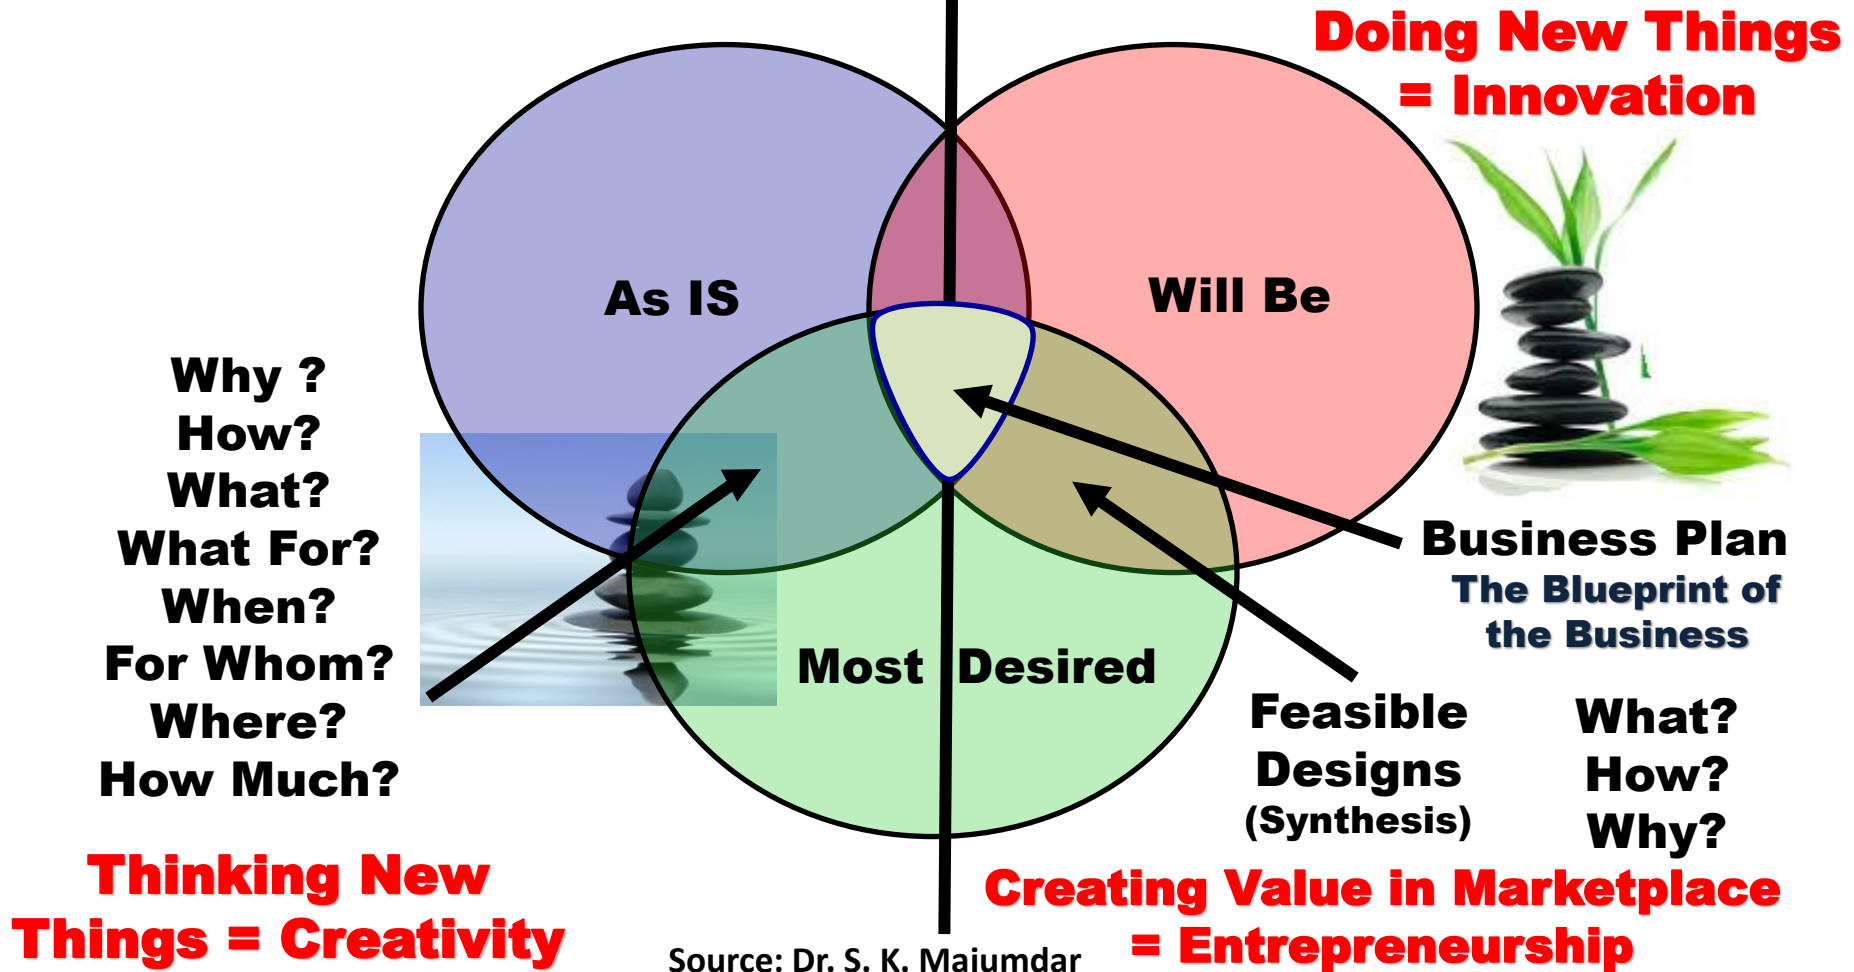 Doing New Things
= Innovation
As IS
Will Be
Why ?
How?
What?
What For?
When?
For Whom?
Where?
How Much?
Business Plan
The Blueprint of
the Business
Most Desired
Feasible
Designs
(Synthesis)
What?
How?
Why?
Thinking New
Things = Creativity
Creating Value in Marketplace
= Entrepreneurship
Source: Dr. S. K. Majumdar